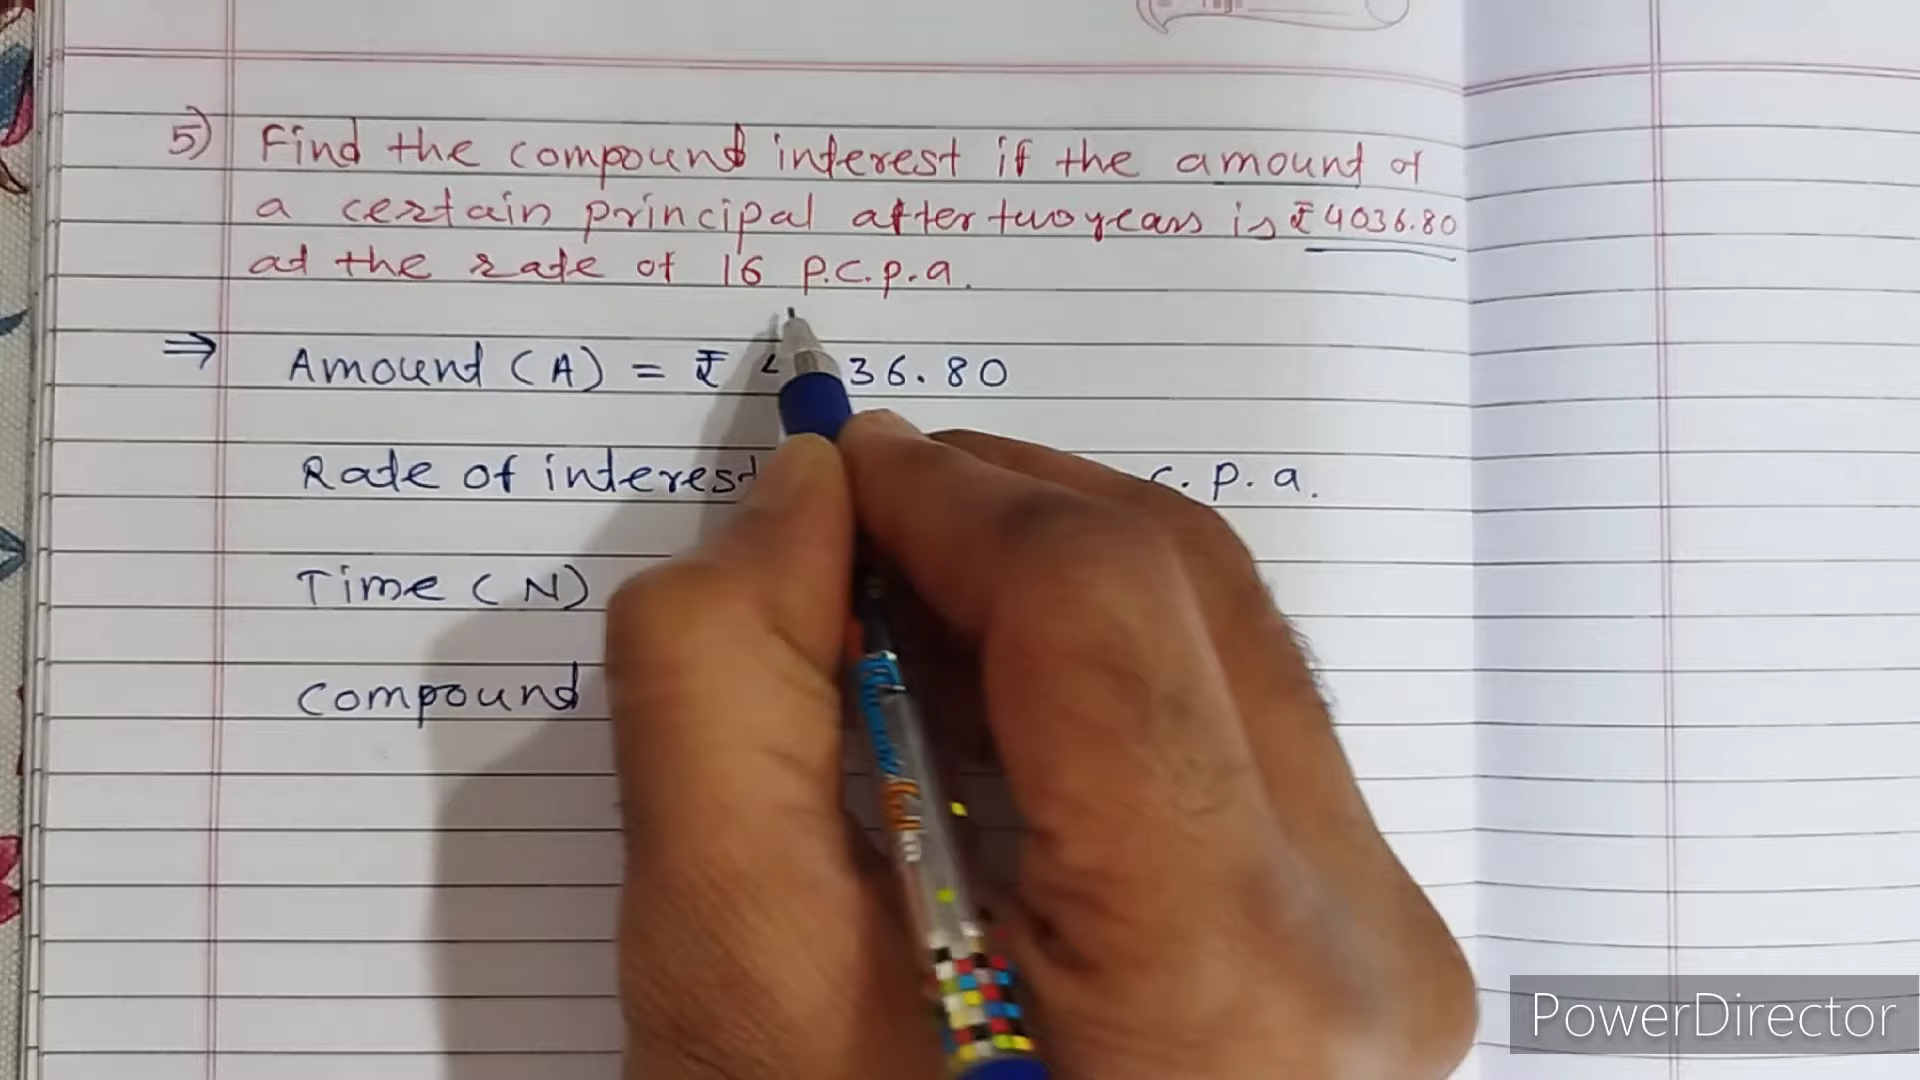 5) Find the compound interest if the amount of
a certain principal after two years is ₹ 4036.80
at the rate of 16 p.c.p.a.
⇒ Amount (A) = ₹ 36.80
Rate of interest c. p. a.
Time (N)
Compound
PowerDirector